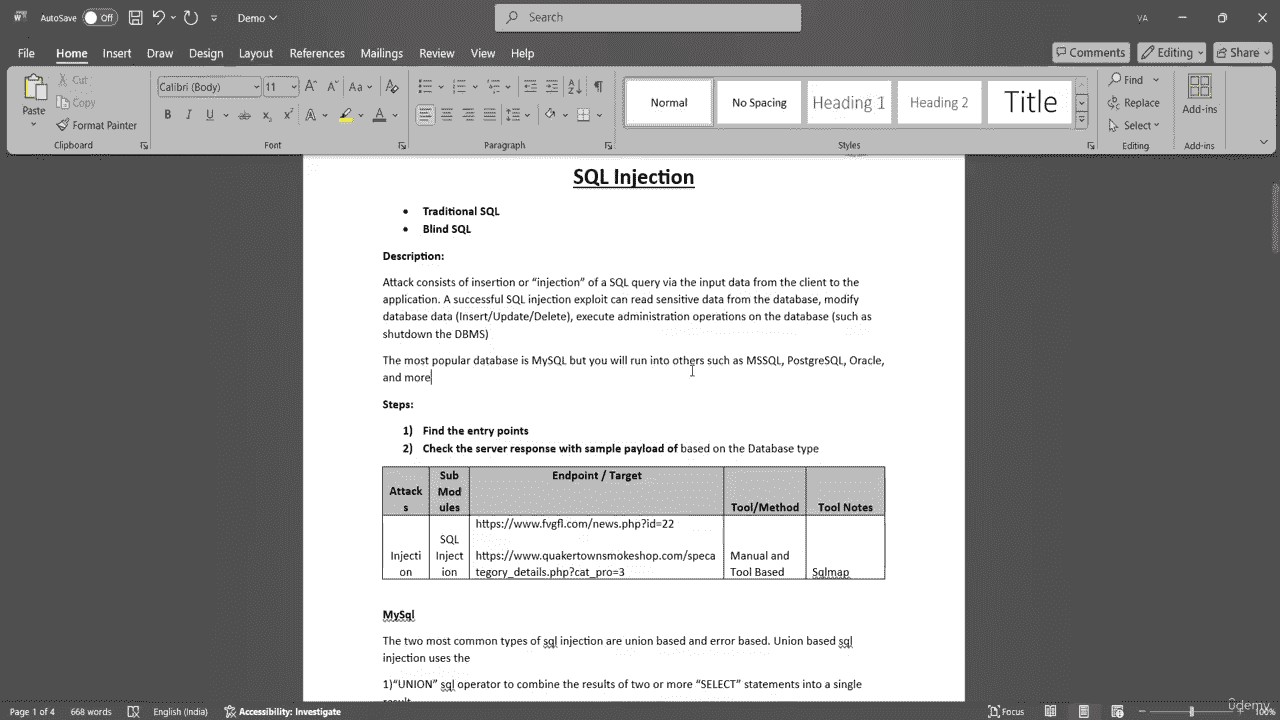 Demo
Search
VA
File
Home
Insert
Draw
Design
Layout
References
Mailings
Review
View
Developer
Help
Comments
Editing
Share
Paste
Cut
Copy
Format Painter
Clipboard
Calibri (Body)
11
Font
Paragraph
Normal
No Spacing
Heading 1
Heading 2
Title
Styles
Find
Replace
Select
Editing
Add-ins
Add-ins
SQL Injection
• Traditional SQL
• Blind SQL
Description:
Attack consists of insertion or “injection” of a SQL query via the input data from the client to the
application. A successful SQL injection exploit can read sensitive data from the database, modify
database data (Insert/Update/Delete), execute administration operations on the database (such as
shutdown the DBMS)
The most popular database is MySQL but you will run into others such as MSSQL, PostgreSQL, Oracle,
and more
Steps:
1) Find the entry points
2) Check the server response with sample payload of based on the Database type
Attack
s
Sub
Mod
ules
Endpoint / Target
Tool/Method
Tool Notes
Injecti
on
SQL
Inject
ion
https://www.fvgfl.com/news.php?id=22
https://www.quakertownsmokeshop.com/speca
tegory_details.php?cat_pro=3
Manual and
Tool Based
Sqlmap
MySql
The two most common types of sql injection are union based and error based. Union based sql
injection uses the
1)“UNION” sql operator to combine the results of two or more “SELECT” statements into a single
result
Page 1 of 4
668 words
English (India)
Accessibility: Investigate
Focus
100%